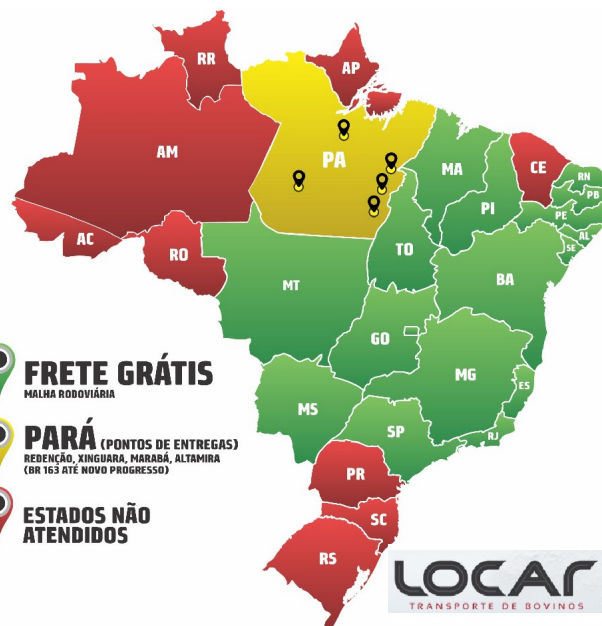 RR
AP
AM
PA
MA
CE
RN
PB
PI
PE
AL
SE
AC
RO
TO
BA
MT
GO
MG
ES
MS
SP
RJ
PR
SC
RS
FRETE GRÁTIS
MALHA RODOVIÁRIA
PARÁ (PONTOS DE ENTREGAS)
REDENÇÃO, XINGUARA, MARABÁ, ALTAMIRA
(BR 163 ATÉ NOVO PROGRESSO)
ESTADOS NÃO
ATENDIDOS
LOCAR
TRANSPORTE DE BOVINOS